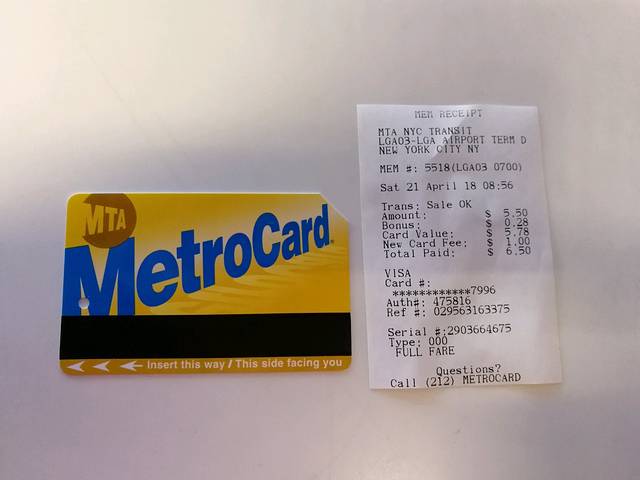 MTA
MetroCard
Insert this way / This side facing you
MEM RECEIPT
MTA NYC TRANSIT
LGA03-LGA AIRPORT TERM D
NEW YORK CITY NY
MEM #: 5518(LGA03 0700)
Sat 21 April 18 08:56
Trans: Sale OK
Amount: $ 5.50
Bonus: $ 0.28
Card Value: $ 5.78
New Card Fee: $ 1.00
Total Paid: $ 6.50
VISA
Card #:
************7996
Auth#: 475816
Ref #: 029563163375
Serial #:2903664675
Type: 000
FULL FARE
Questions?
Call (212) METROCARD